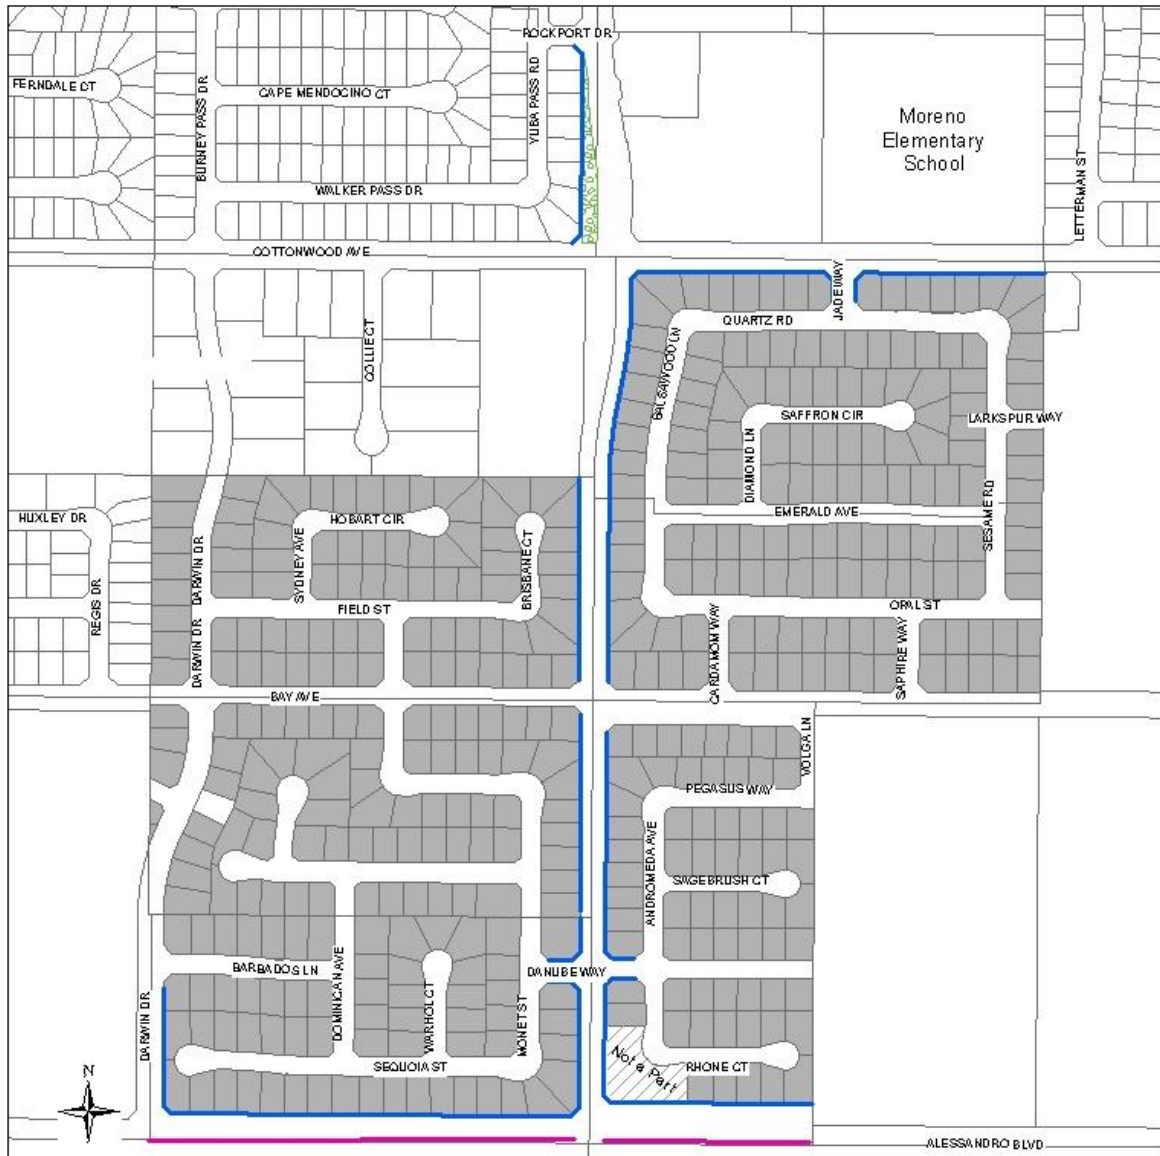 ROCKPORT DR
FERNDALE CT
CAPE MENDOCINO CT
BURNEY PASS DR
YUBA PASS RD
Moreno
Elementary
School
LETTERMAN ST
WALKER PASS DR
COTTONWOOD AVE
JADE WAY
QUARTZ RD
COLLIE CT
BALSAWOOD LN
SAFFRON CIR
LARKSPUR WAY
DIAMOND LN
HUXLEY DR
HOBART CIR
EMERALD AVE
SESAME RD
SYDNEY AVE
BRISBANE CT
DARWIN DR
REGIS DR
FIELD ST
OPAL ST
CARDAMOM WAY
SAPHIRE WAY
DARWIN DR
BAY AVE
VOLGA LN
PEGASUS WAY
ANDROMEDA AVE
SAGEBRUSH CT
BARBADOS LN
DOMINICAN AVE
DANUBE WAY
WARHOL CT
MONET ST
DARWIN DR
SEQUOIA ST
Not a Part
RHONE CT
N
ALESSANDRO BLVD